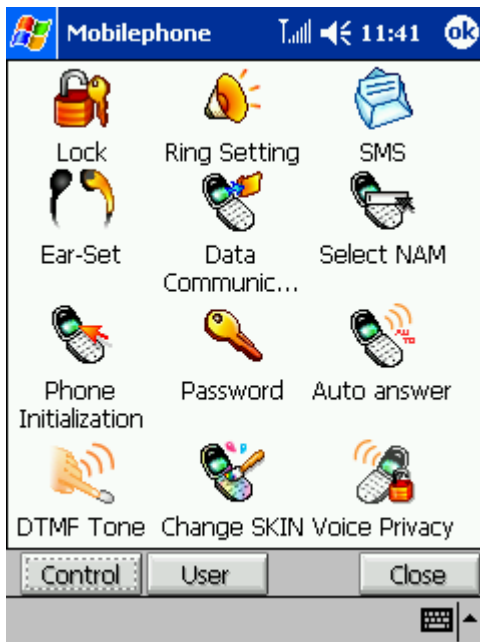 Mobilephone 11:41 ok
Lock Ring Setting SMS
Ear-Set Data Communic... Select NAM
Phone Initialization Password Auto answer
DTMF Tone Change SKIN Voice Privacy
Control User Close